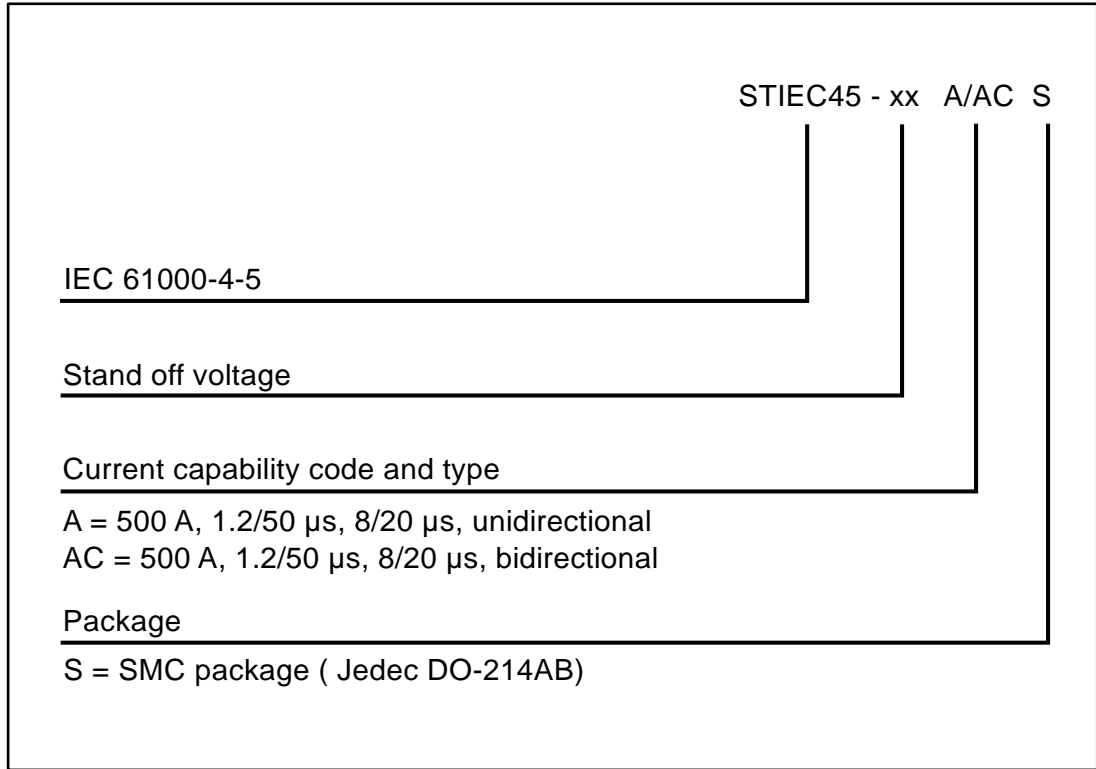 STIEC45 - xx A/AC S
IEC 61000-4-5
Stand off voltage
Current capability code and type
A = 500 A, 1.2/50 µs, 8/20 µs, unidirectional
AC = 500 A, 1.2/50 µs, 8/20 µs, bidirectional
Package
S = SMC package ( Jedec DO-214AB)